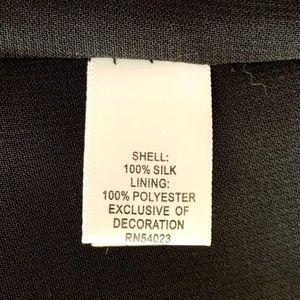 SHELL:
100% SILK
LINING:
100% POLYESTER
EXCLUSIVE OF
DECORATION
RN54023